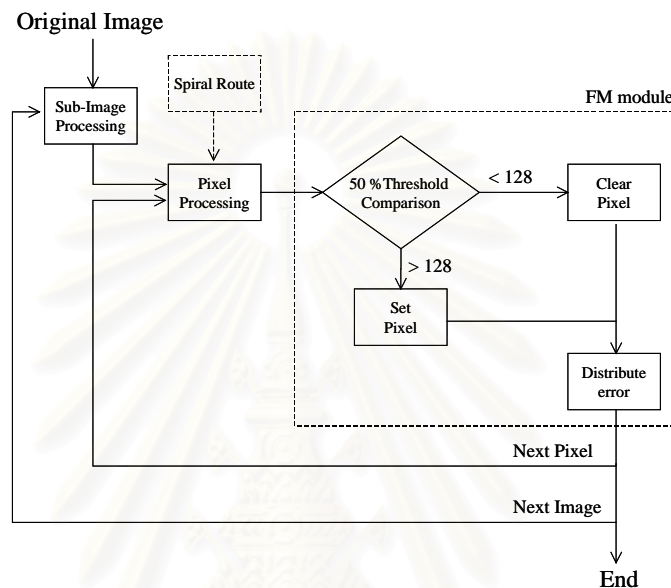 Original Image
Spiral Route
FM module
Sub-Image
Processing
Pixel
Processing
50 % Threshold
Comparison
< 128
Clear
Pixel
> 128
Set
Pixel
Distribute
error
Next Pixel
Next Image
End